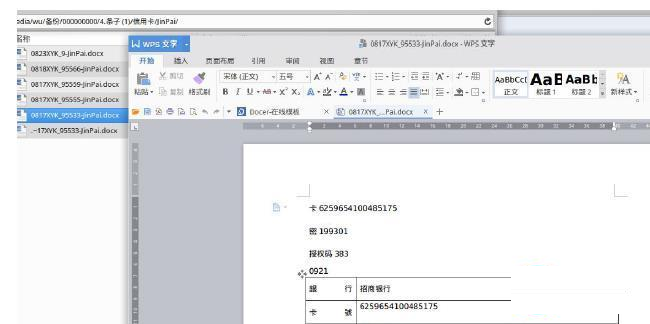 edia/wu/备份/000000000/4.条子 (1)/信用卡/JinPai/
名称
0823XYK_9-JinPai.docx
0818XYK_95566-JinPai.docx
0817XYK_95559-JinPai.docx
0817XYK_95555-JinPai.docx
0817XYK_95533-JinPai.docx
.~17XYK_95533-JinPai.docx
WPS 文字
0817XYK_95533-JinPai.docx - WPS 文字
开始 插入 页面布局 引用 审阅 视图 章节
粘贴 剪切 复制 格式刷
宋体 (正文) 五号
B I U AB X² X₂
AaBbCcI AaB AaBb
正文 标题 1 标题 2 新样式
Docer-在线模板 × 0817XYK_...Pai.docx × +
卡 6259654100485175
密 199301
授权码 383
0921
銀 行 招商银行
卡 號 6259654100485175